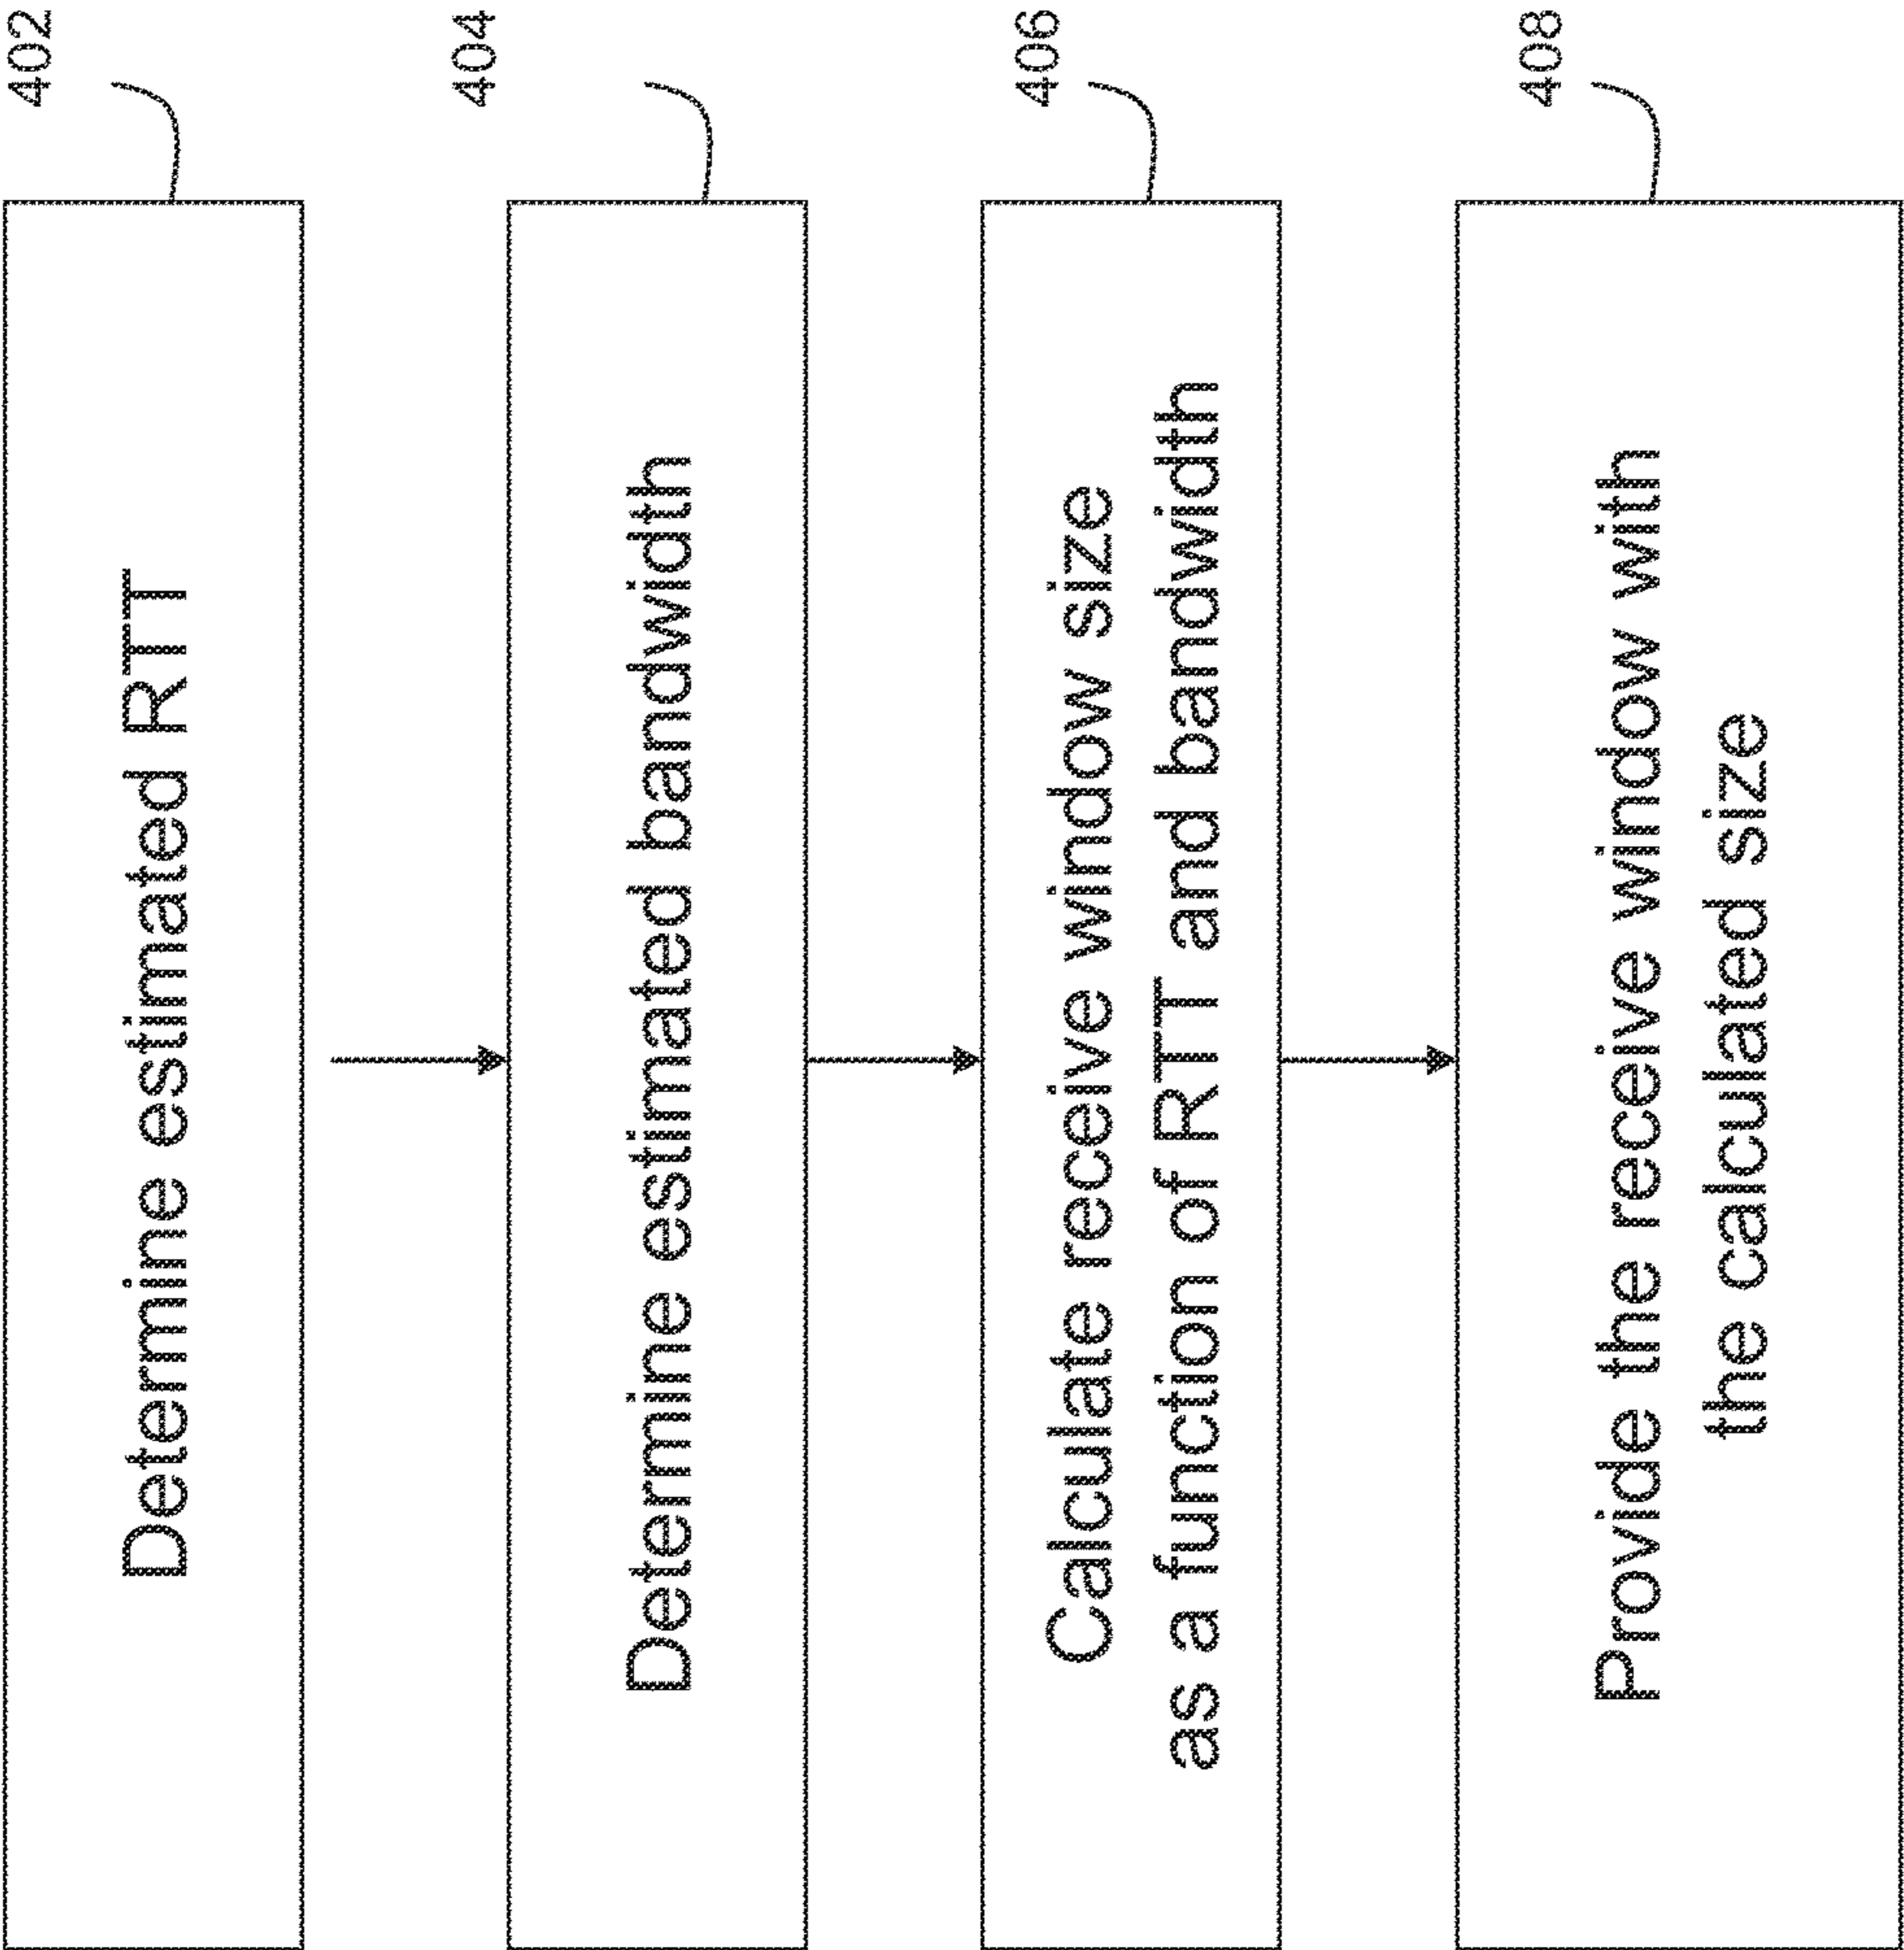 402
Determine estimated RTT
404
Determine estimated bandwidth
406
Calculate receive window size
as a function of RTT and bandwidth
408
Provide the receive window with
the calculated size